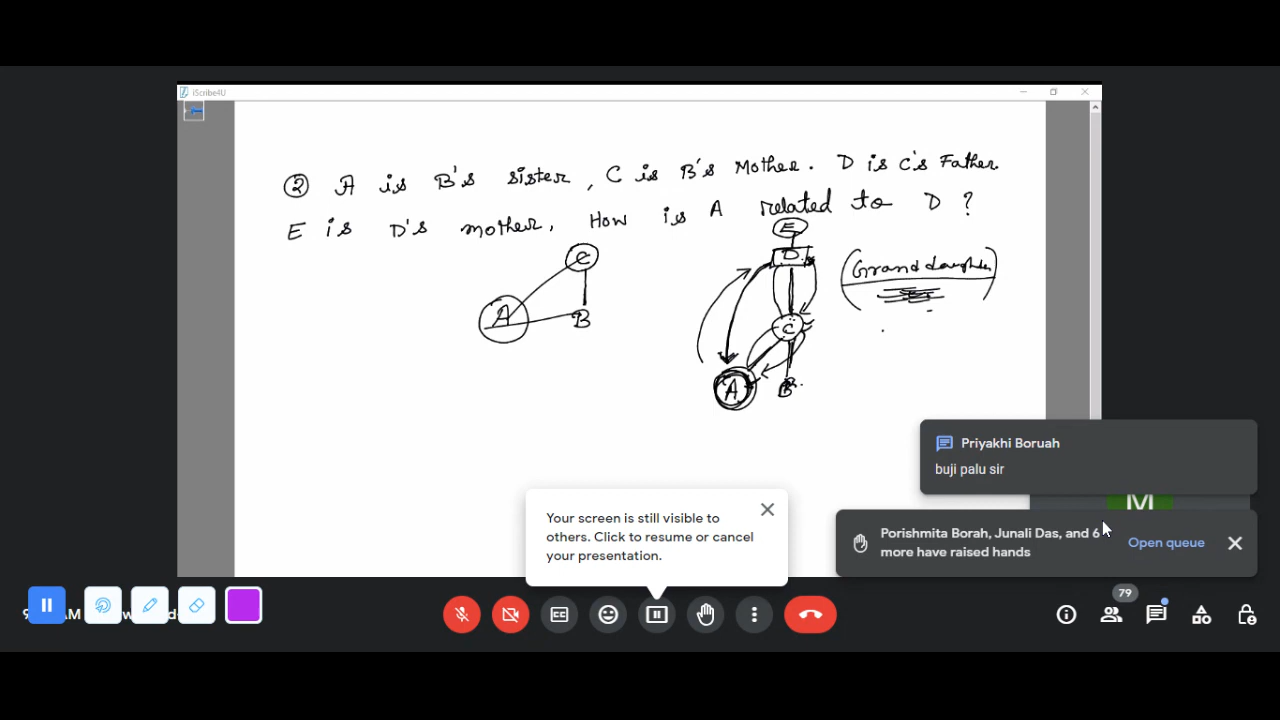 iScribe4U
② A is B's sister, C is B's Mother. D is C's Father
E is D's mother, How is A related to D ?
E
C
D
Grand daughter
A
B
C
A
B
Priyakhi Boruah
buji palu sir
M
Your screen is still visible to
others. Click to resume or cancel
your presentation.
Porishmita Borah, Junali Das, and 6
more have raised hands
Open queue
79